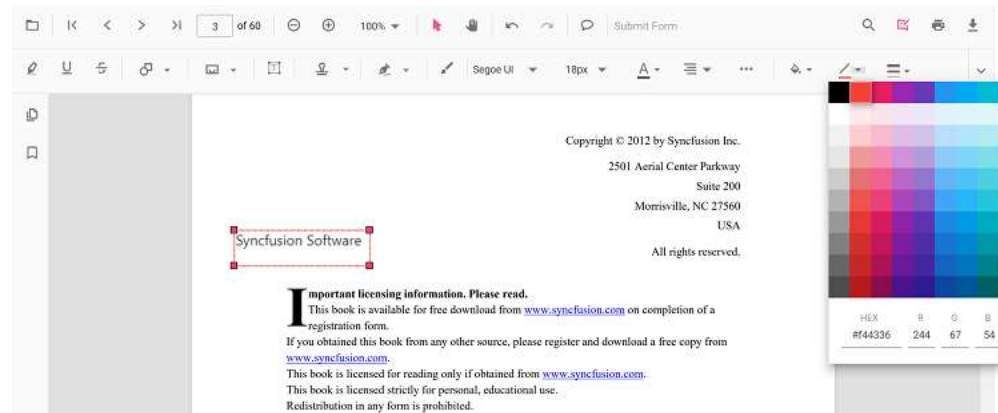 3 of 60 100% Submit Form
Segoe UI 18px A
Copyright © 2012 by Syncfusion Inc.
2501 Aerial Center Parkway
Suite 200
Morrisville, NC 27560
USA
Syncfusion Software
All rights reserved.
Important licensing information. Please read.
This book is available for free download from www.syncfusion.com on completion of a
registration form.
If you obtained this book from any other source, please register and download a free copy from
www.syncfusion.com.
This book is licensed for reading only if obtained from www.syncfusion.com.
This book is licensed strictly for personal, educational use.
Redistribution in any form is prohibited.
HEX R G B
#f44336 244 67 54